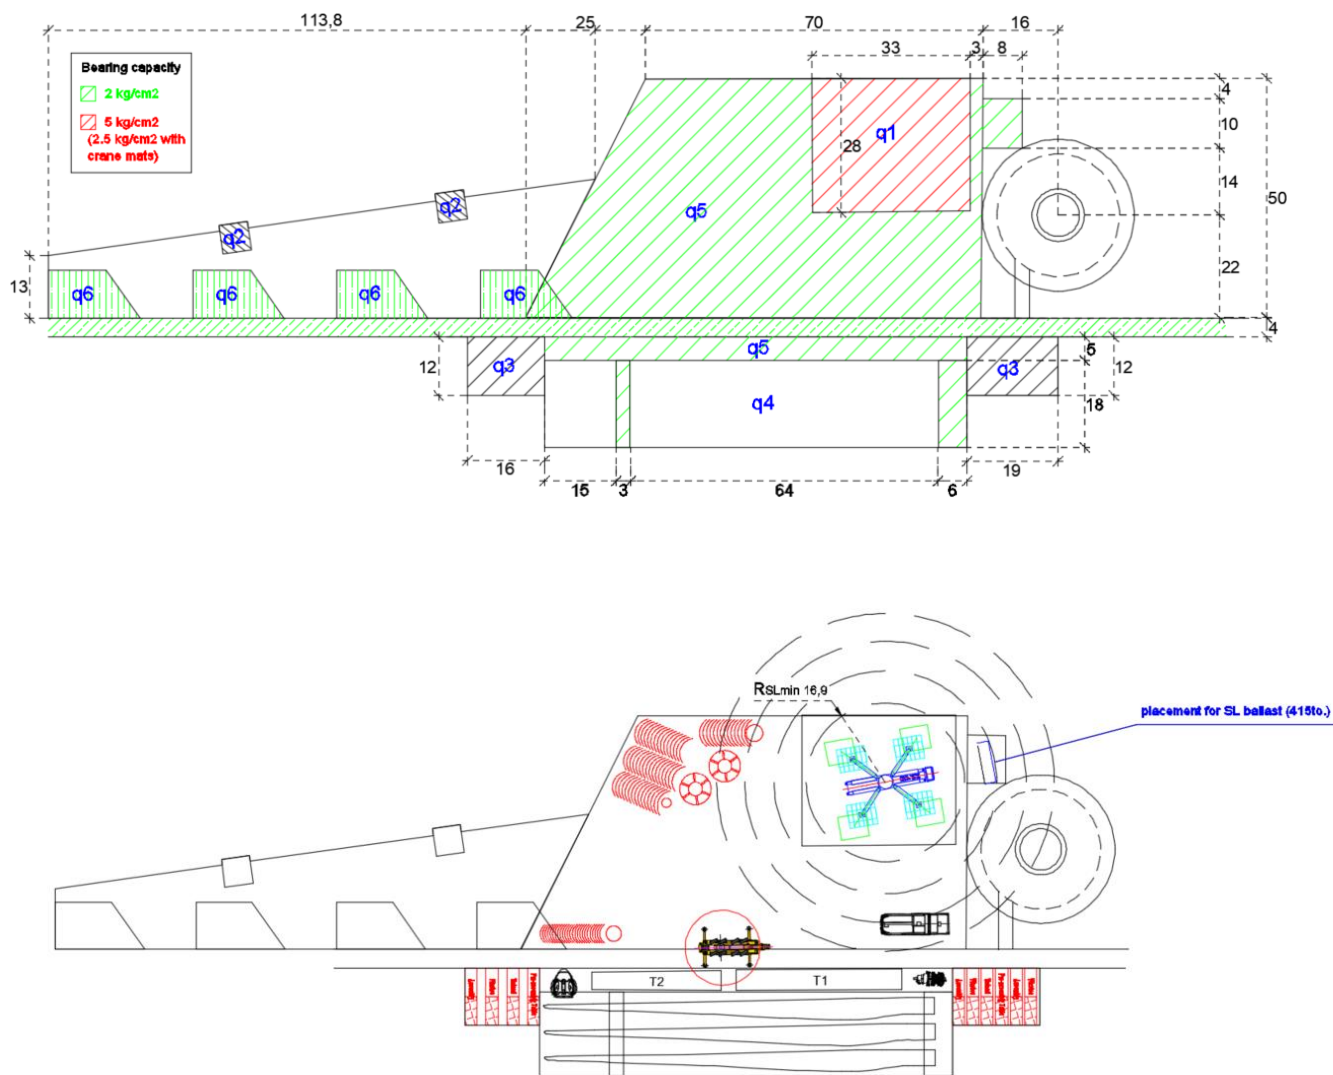 113,8
25
70
16
33
3
8
Bearing capacity
2 kg/cm2
5 kg/cm2
(2.5 kg/cm2 with
crane mats)
4
10
q1
28
14
50
q2
q2
q5
22
13
q6
q6
q6
q6
4
q5
5
12
q3
q3
12
q4
18
16
15
3
64
6
19
RSLmin 16,9
placement for SL ballast (415to.)
T2
T1